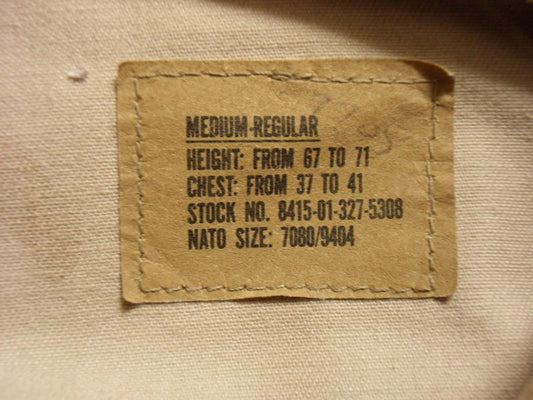 MEDIUM-REGULAR
HEIGHT: FROM 67 TO 71
CHEST: FROM 37 TO 41
STOCK NO. 8415-01-327-5308
NATO SIZE: 7080/9404